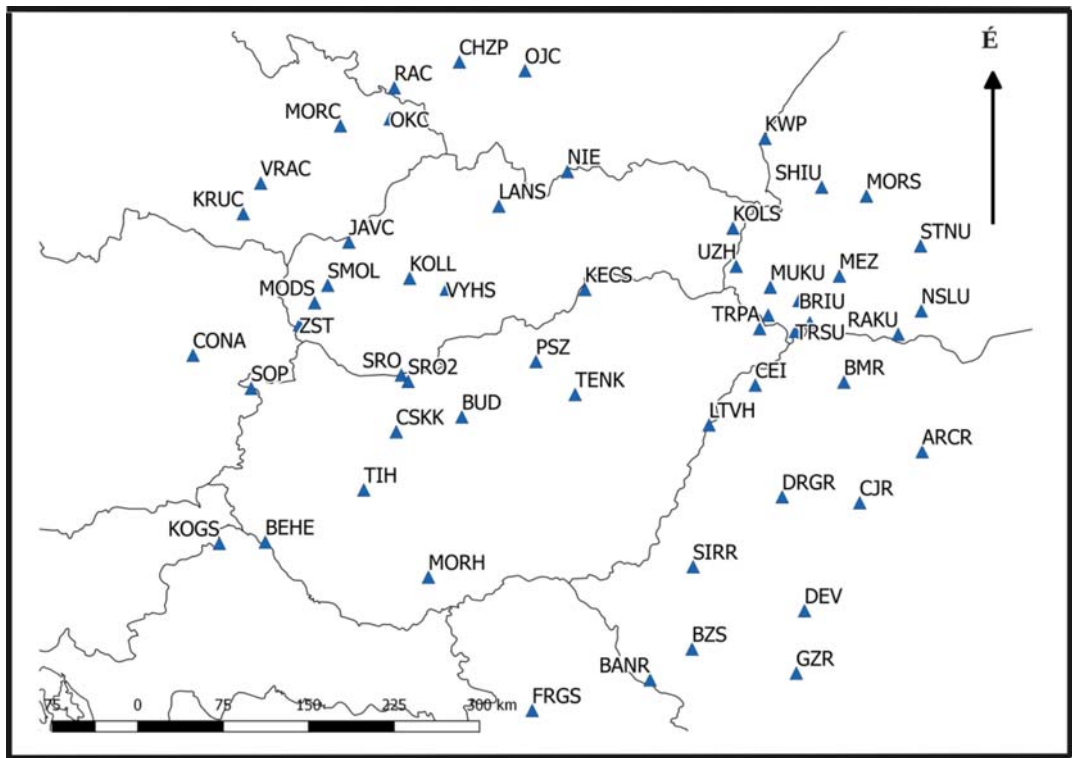 É
CHZP
OJC
RAC
MORC
OKC
KWP
NIE
VRAC
SHIU
MORS
LANS
KRUC
KOLS
JAVC
STNU
UZH
MEZ
KOLL
SMOL
KECS
MUKU
MODS
VYHS
BRIU
NSLU
TRPA
ZST
TRSU
RAKU
CONA
PSZ
SRO
SRO2
CEI
BMR
SOP
TENK
BUD
LTVH
CSKK
ARCR
TIH
DRGR
CJR
KOGS
BEHE
SIRR
MORH
DEV
BZS
BANR
GZR
FRGS
75 0 75 150 225 300 km